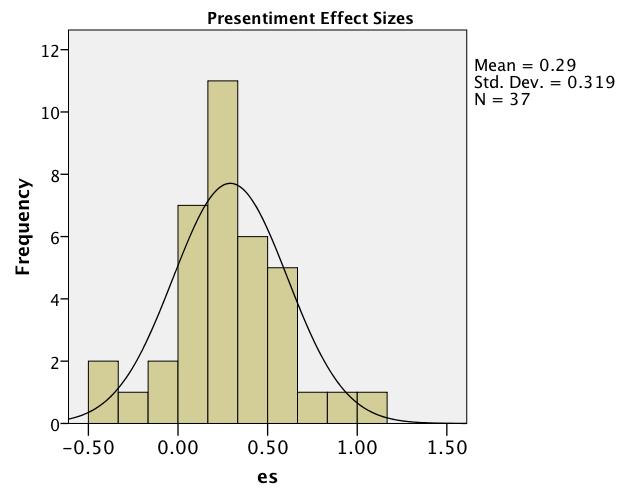 Presentiment Effect Sizes
Mean = 0.29
Std. Dev. = 0.319
N = 37
Frequency
12
10
8
6
4
2
0
−0.50 0.00 0.50 1.00 1.50
es